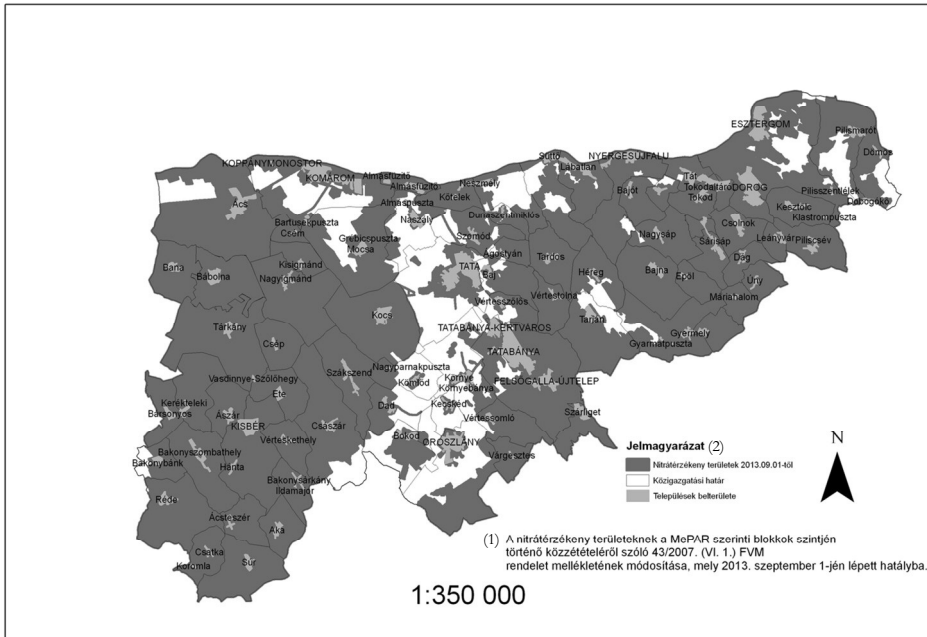 ESZTERGOM
Pilismarót
Dömös
KOPPÁNYMONOSTOR
KOMÁROM
Almásfüzitő
Almásfüzitő
Neszmély
Süttő
Lábatlan
NYERGESÚJFALU
Tát
Tokodaltáró
DOROG
Pilisszentlélek
Dobogókő
Ács
Almáspuszta
Kőtelek
Bajót
Tokod
Kesztölc
Klastrompuszta
Bartusekpuszta
Csém
Naszály
Dunaszentmiklós
Nagysáp
Csolnok
Grébicspuszta
Mocsa
Szomód
Sárisáp
Leányvár
Piliscsév
Agostyán
Tardos
Dág
Bana
Bábolna
Kisigmánd
Nagyigmánd
TATA
Baj
Héreg
Bajna
Epöl
Úny
Máriahalom
Vértesszőlős
Vértestolna
Kocs
Tarján
Tárkány
TATABÁNYA-KERTVÁROS
Gyermely
Gyarmatpuszta
Csép
TATABÁNYA
Nagyparnakpuszta
Vasdinnye-Szőlőhegy
Szákszend
Kömlőd
Környe
Környebánya
FELSŐGALLA-ÚJTELEP
Ete
Kerékteleki
Bársonyos
Dad
Kecskéd
Szárliget
Ászár
KISBÉR
Császár
Vértessomló
Vérteskethely
Bokod
OROSZLÁNY
Bakonyszombathely
Bakonybánk
Hánta
Várgesztes
Bakonysárkány
Ildamajor
Réde
Ácsteszér
Aka
Csatka
Súr
Koromla
Jelmagyarázat (2)
Nitrátérzékeny területek 2013.09.01-től
Közigazgatási határ
Települések belterülete
N
(1) A nitrátérzékeny területeknek a MePAR szerinti blokkok szintjén
történő közzétételéről szóló 43/2007. (VI. 1.) FVM
rendelet mellékletének módosítása, mely 2013. szeptember 1-jén lépett hatályba.
1:350 000